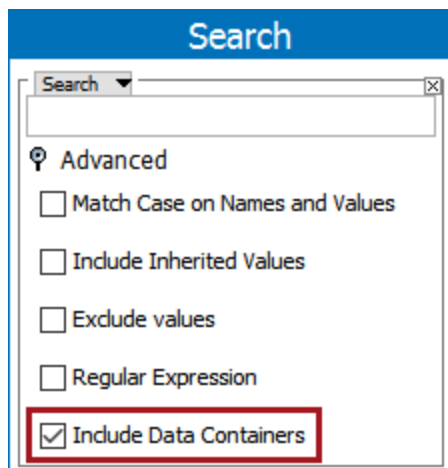 Search
Search
Advanced
Match Case on Names and Values
Include Inherited Values
Exclude values
Regular Expression
Include Data Containers